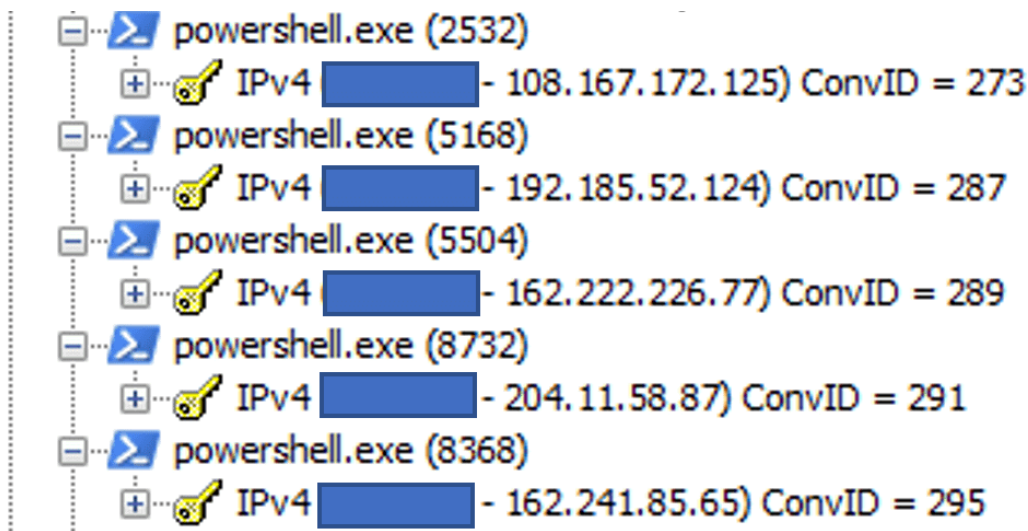 powershell.exe (2532)
IPv4 - 108.167.172.125) ConvID = 273
powershell.exe (5168)
IPv4 - 192.185.52.124) ConvID = 287
powershell.exe (5504)
IPv4 - 162.222.226.77) ConvID = 289
powershell.exe (8732)
IPv4 - 204.11.58.87) ConvID = 291
powershell.exe (8368)
IPv4 - 162.241.85.65) ConvID = 295